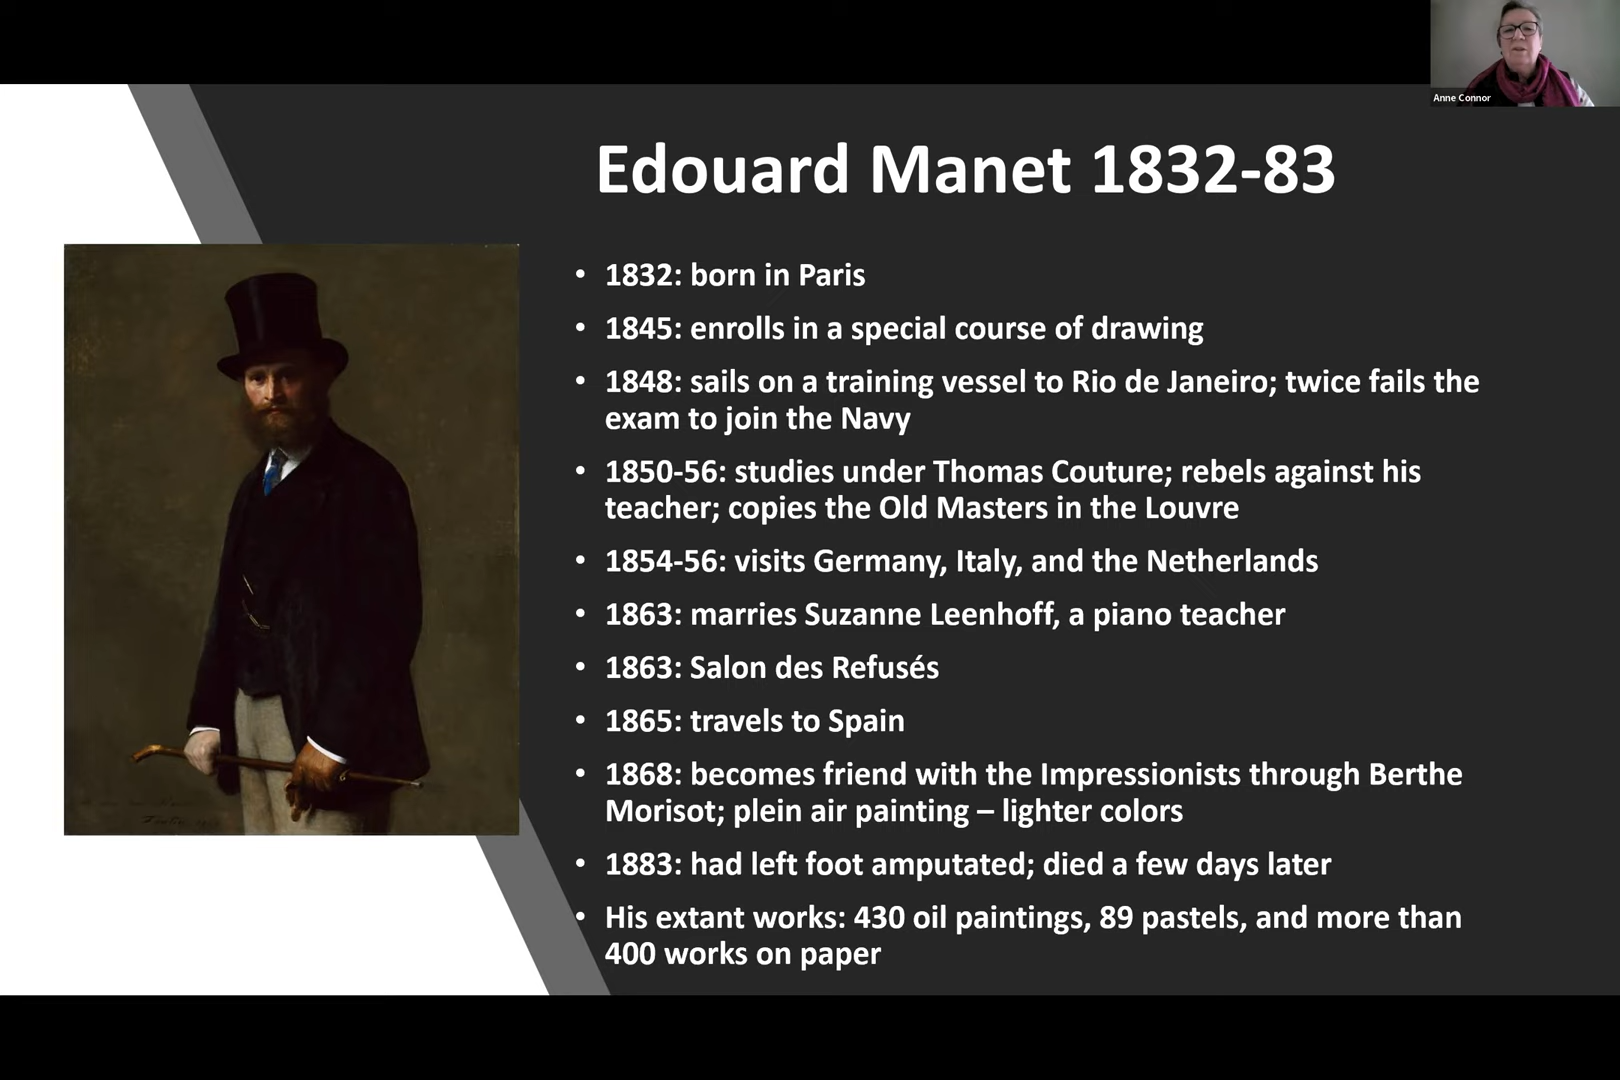 Anne Connor
Edouard Manet 1832-83
• 1832: born in Paris
• 1845: enrolls in a special course of drawing
• 1848: sails on a training vessel to Rio de Janeiro; twice fails the
exam to join the Navy
• 1850-56: studies under Thomas Couture; rebels against his
teacher; copies the Old Masters in the Louvre
• 1854-56: visits Germany, Italy, and the Netherlands
• 1863: marries Suzanne Leenhoff, a piano teacher
• 1863: Salon des Refusés
• 1865: travels to Spain
• 1868: becomes friend with the Impressionists through Berthe
Morisot; plein air painting – lighter colors
• 1883: had left foot amputated; died a few days later
• His extant works: 430 oil paintings, 89 pastels, and more than
400 works on paper